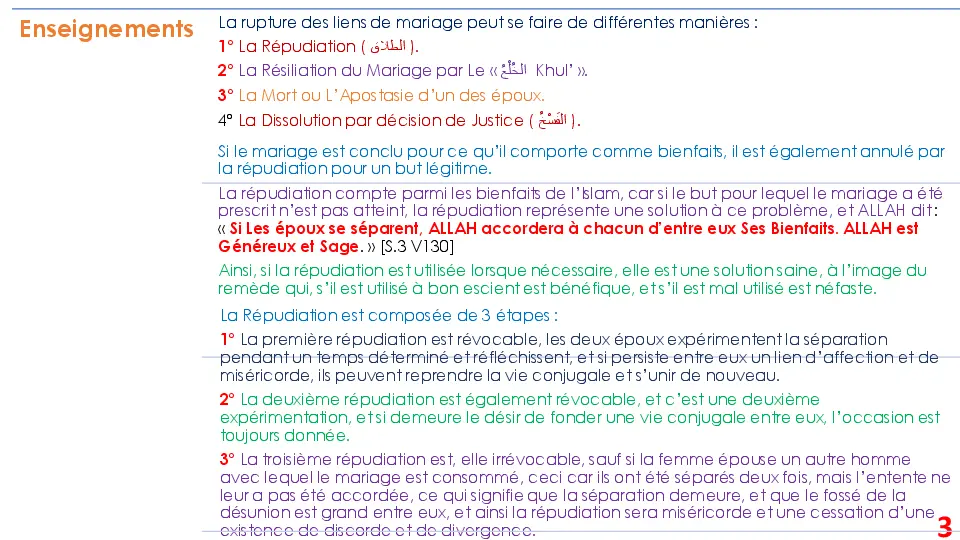 Enseignements
La rupture des liens de mariage peut se faire de différentes manières :
1° La Répudiation ( الطَّلاَق ).
2° La Résiliation du Mariage par Le « الخُلْعُ Khul’ ».
3° La Mort ou L’Apostasie d’un des époux.
4° La Dissolution par décision de Justice ( الفَسْخُ ).
Si le mariage est conclu pour ce qu’il comporte comme bienfaits, il est également annulé par
la répudiation pour un but légitime.
La répudiation compte parmi les bienfaits de l’Islam, car si le but pour lequel le mariage a été
prescrit n’est pas atteint, la répudiation représente une solution à ce problème, et ALLAH dit :
« Si Les époux se séparent, ALLAH accordera à chacun d’entre eux Ses Bienfaits. ALLAH est
Généreux et Sage. » [S.3 V130]
Ainsi, si la répudiation est utilisée lorsque nécessaire, elle est une solution saine, à l’image du
remède qui, s’il est utilisé à bon escient est bénéfique, et s’il est mal utilisé est néfaste.
La Répudiation est composée de 3 étapes :
1° La première répudiation est révocable, les deux époux expérimentent la séparation
pendant un temps déterminé et réfléchissent, et si persiste entre eux un lien d’affection et de
miséricorde, ils peuvent reprendre la vie conjugale et s’unir de nouveau.
2° La deuxième répudiation est également révocable, et c’est une deuxième
expérimentation, et si demeure le désir de fonder une vie conjugale entre eux, l’occasion est
toujours donnée.
3° La troisième répudiation est, elle irrévocable, sauf si la femme épouse un autre homme
avec lequel le mariage est consommé, ceci car ils ont été séparés deux fois, mais l’entente ne
leur a pas été accordée, ce qui signifie que la séparation demeure, et que le fossé de la
désunion est grand entre eux, et ainsi la répudiation sera miséricorde et une cessation d’une
existence de discorde et de divergence.
3